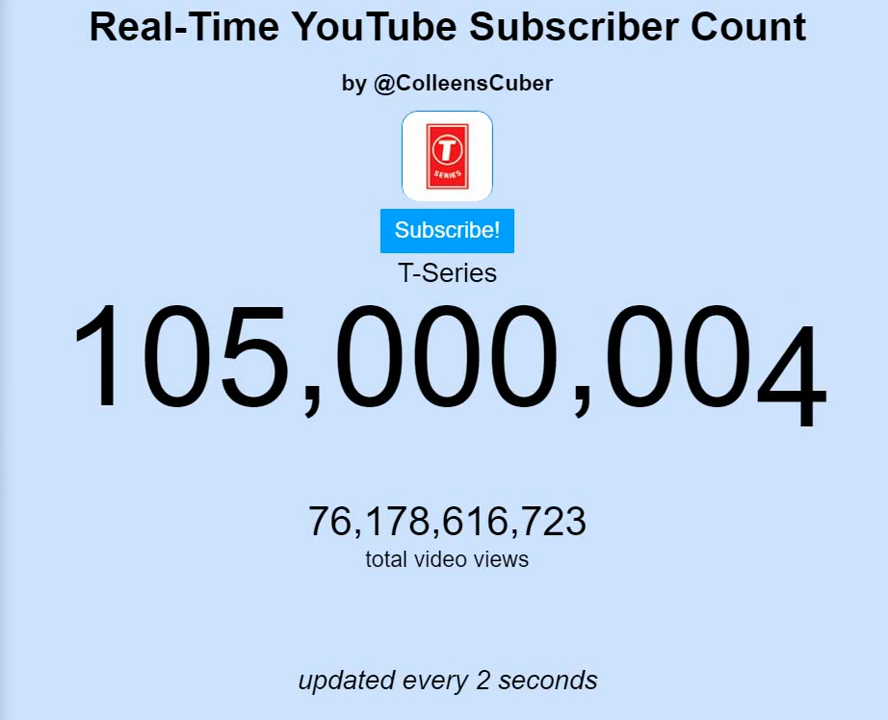 Real-Time YouTube Subscriber Count
by @ColleensCuber
T
SERIES
Subscribe!
T-Series
105,000,004
76,178,616,723
total video views
updated every 2 seconds